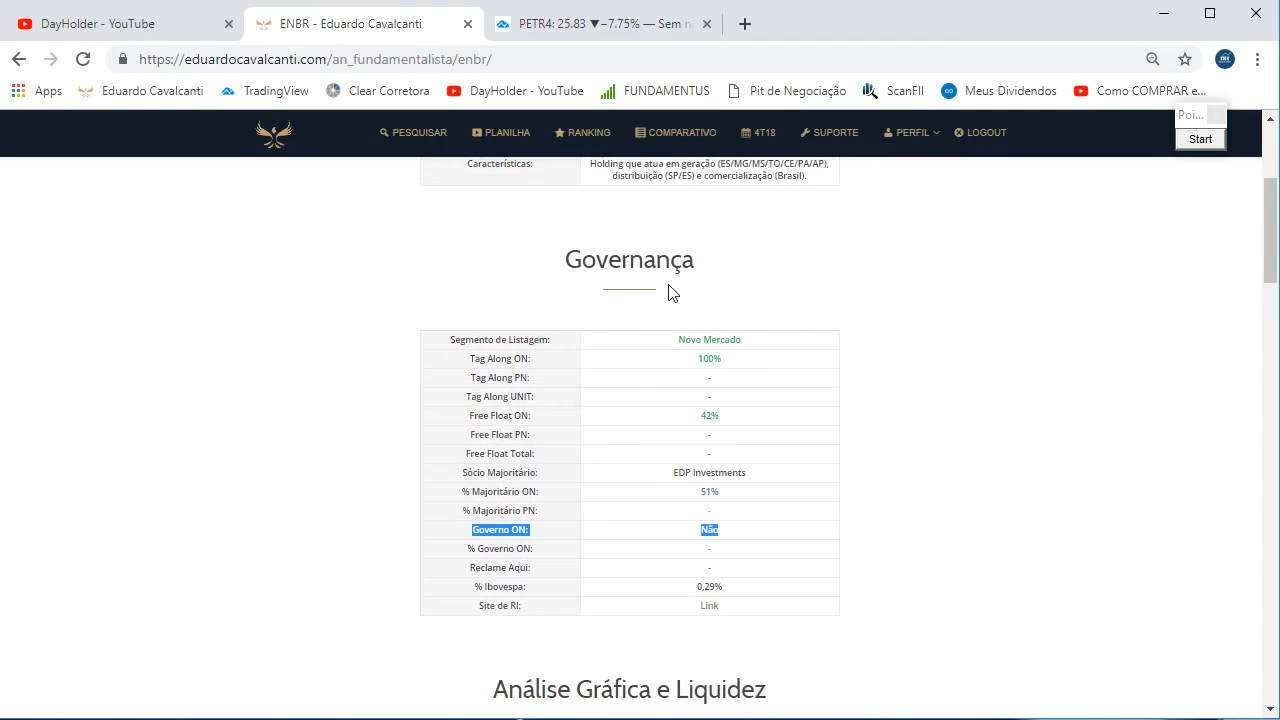 DayHolder - YouTube
ENBR - Eduardo Cavalcanti
PETR4: 25.83 ▼−7.75% — Sem n
https://eduardocavalcanti.com/an_fundamentalista/enbr/
Apps
Eduardo Cavalcanti
TradingView
Clear Corretora
DayHolder - YouTube
FUNDAMENTUS
Pit de Negociação
ScanFII
Meus Dividendos
Como COMPRAR e...
Poi...
Start
PESQUISAR
PLANILHA
RANKING
COMPARATIVO
4T18
SUPORTE
PERFIL
LOGOUT
Características: Holding que atua em geração (ES/MG/MS/TO/CE/PA/AP),
distribuição (SP/ES) e comercialização (Brasil).
Governança
Segmento de Listagem: Novo Mercado
Tag Along ON: 100%
Tag Along PN: -
Tag Along UNIT: -
Free Float ON: 42%
Free Float PN: -
Free Float Total: -
Sócio Majoritário: EDP Investments
% Majoritário ON: 51%
% Majoritário PN: -
Governo ON: Não
% Governo ON: -
Reclame Aqui: -
% Ibovespa: 0,29%
Site de RI: Link
Análise Gráfica e Liquidez